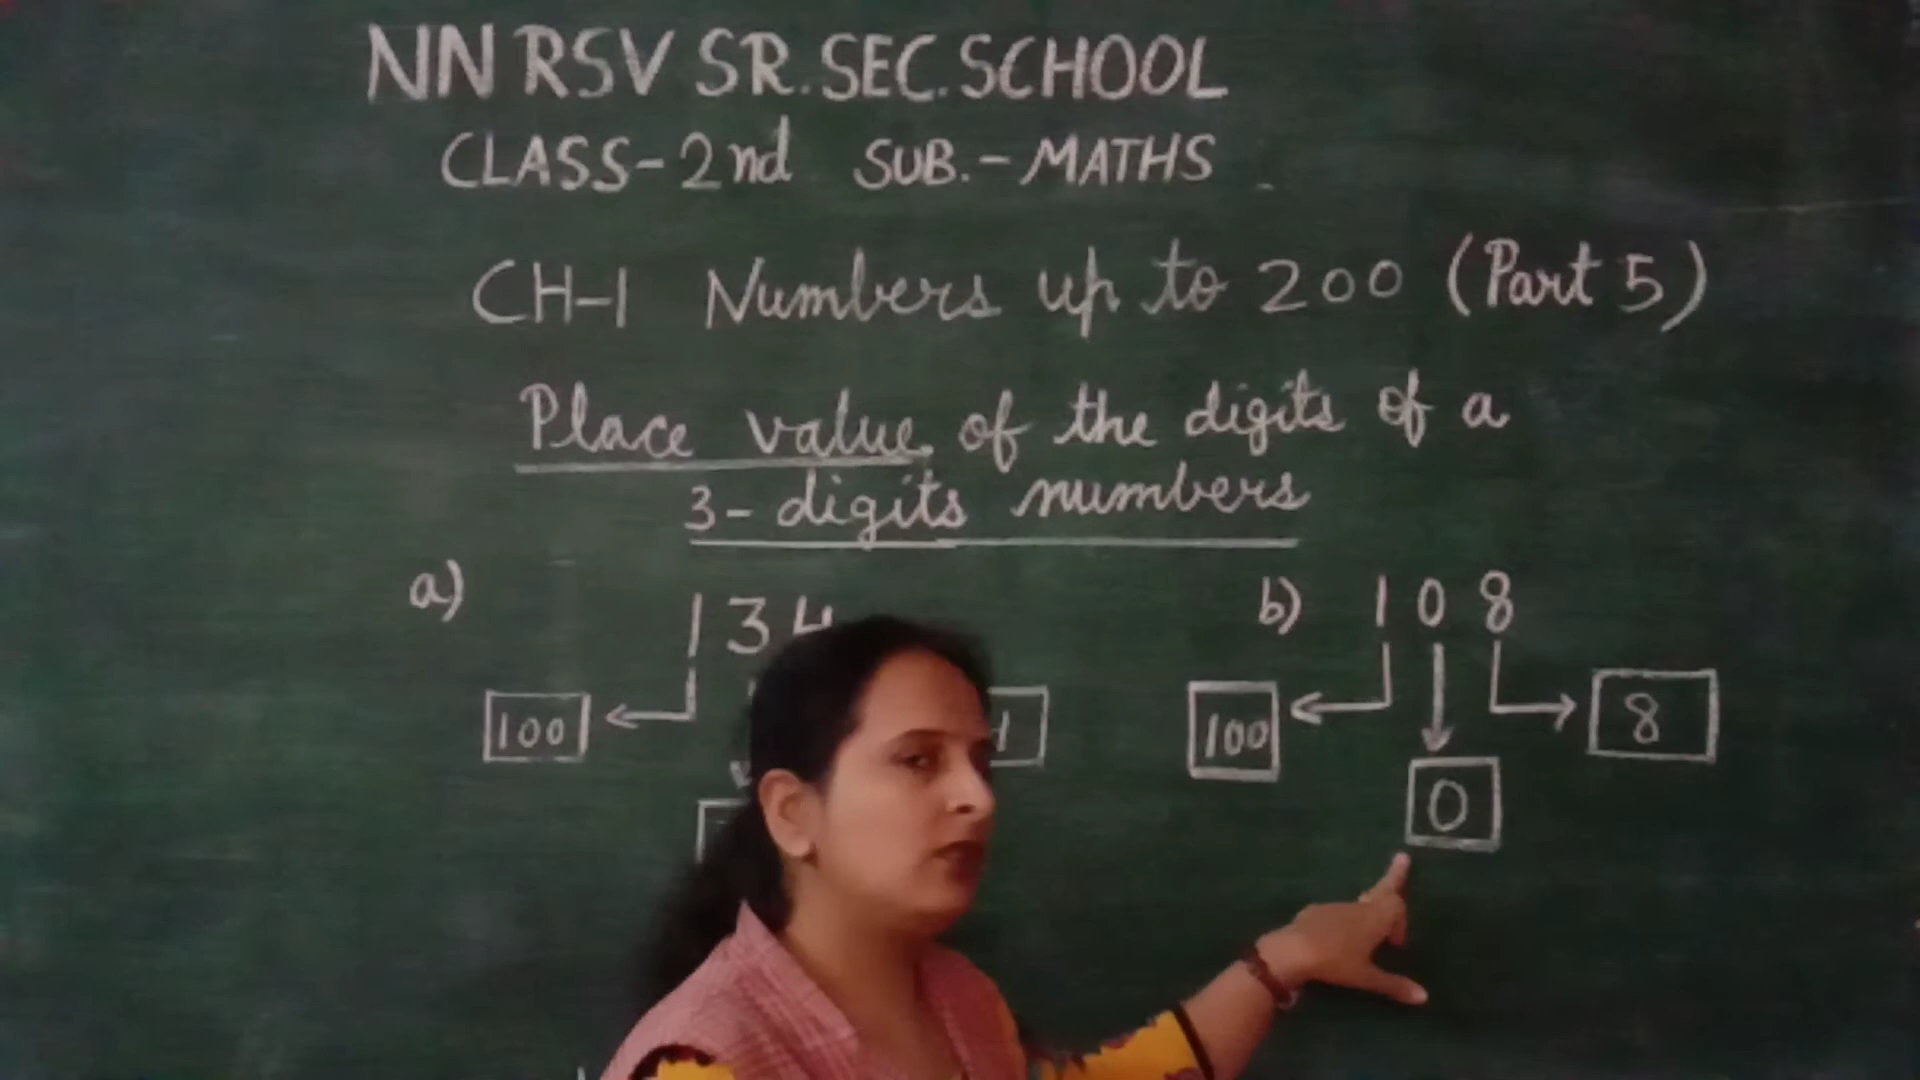 NN RSV SR. SEC. SCHOOL
CLASS-2nd SUB.-MATHS
CH-1 Numbers up to 200 (Part 5)
Place value of the digits of a
3-digits numbers
a) 134 b) 108
100 100 8
0